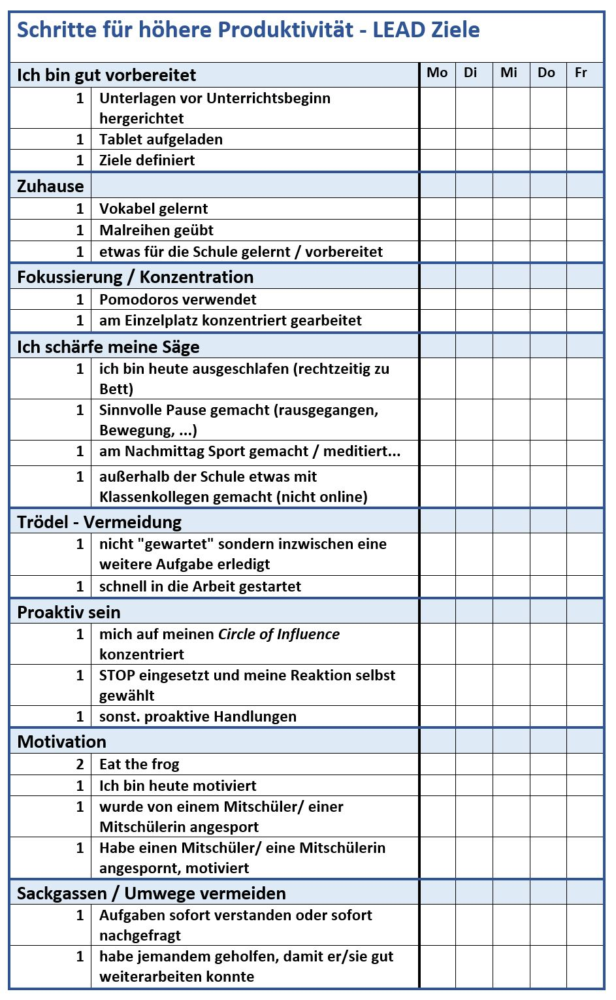 Schritte für höhere Produktivität - LEAD Ziele
Ich bin gut vorbereitet Mo Di Mi Do Fr
1 Unterlagen vor Unterrichtsbeginn
hergerichtet
1 Tablet aufgeladen
1 Ziele definiert
Zuhause
1 Vokabel gelernt
1 Malreihen geübt
1 etwas für die Schule gelernt / vorbereitet
Fokussierung / Konzentration
1 Pomodoros verwendet
1 am Einzelplatz konzentriert gearbeitet
Ich schärfe meine Säge
1 ich bin heute ausgeschlafen (rechtzeitig zu
Bett)
1 Sinnvolle Pause gemacht (rausgegangen,
Bewegung, ...)
1 am Nachmittag Sport gemacht / meditiert...
1 außerhalb der Schule etwas mit
Klassenkollegen gemacht (nicht online)
Trödel - Vermeidung
1 nicht "gewartet" sondern inzwischen eine
weitere Aufgabe erledigt
1 schnell in die Arbeit gestartet
Proaktiv sein
1 mich auf meinen Circle of Influence
konzentriert
1 STOP eingesetzt und meine Reaktion selbst
gewählt
1 sonst. proaktive Handlungen
Motivation
2 Eat the frog
1 Ich bin heute motiviert
1 wurde von einem Mitschüler/ einer
Mitschülerin angesport
1 Habe einen Mitschüler/ eine Mitschülerin
angespornt, motiviert
Sackgassen / Umwege vermeiden
1 Aufgaben sofort verstanden oder sofort
nachgefragt
1 habe jemandem geholfen, damit er/sie gut
weiterarbeiten konnte